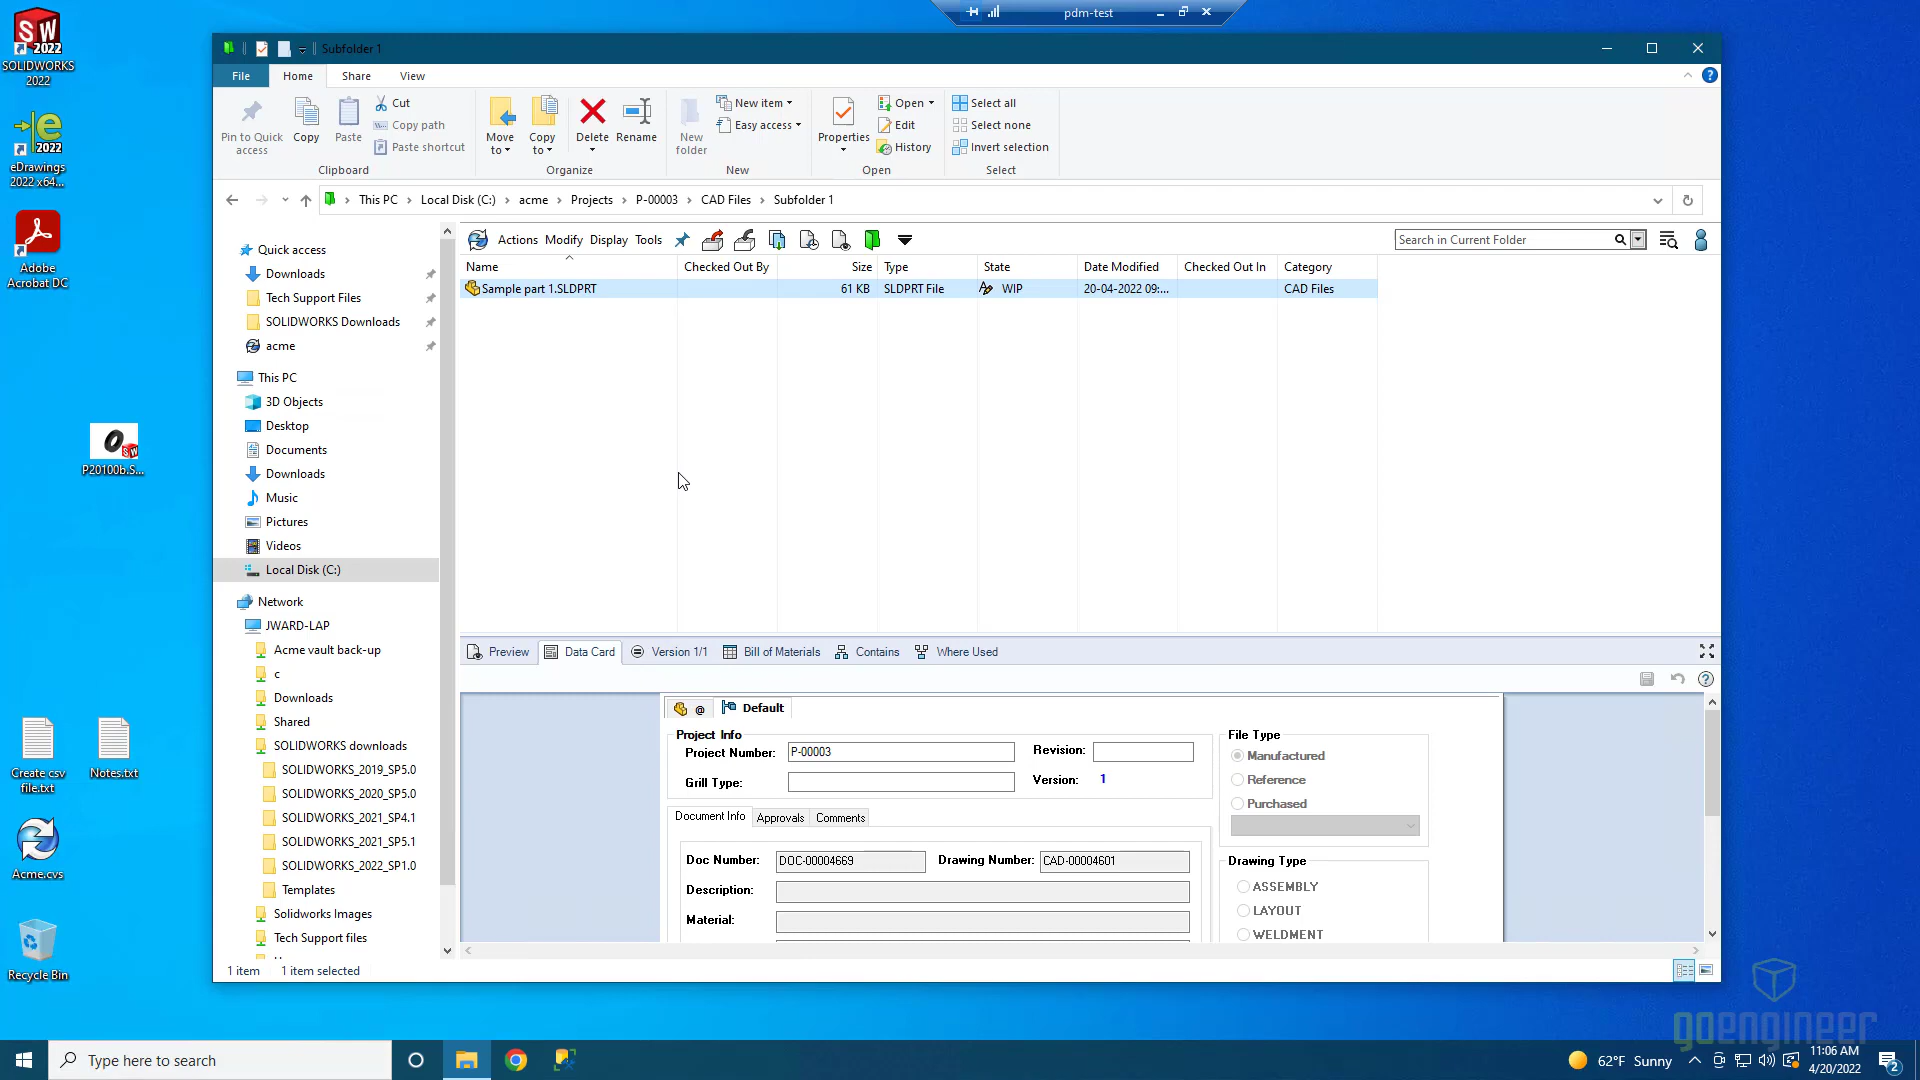 pdm-test
Subfolder 1
File Home Share View
Pin to Quick access
Copy
Paste
Cut
Copy path
Paste shortcut
Clipboard
Move to
Copy to
Delete
Rename
Organize
New folder
New item
Easy access
New
Properties
Open
Edit
History
Open
Select all
Select none
Invert selection
Select
This PC > Local Disk (C:) > acme > Projects > P-00003 > CAD Files > Subfolder 1
Actions Modify Display Tools
Search in Current Folder
Name Checked Out By Size Type State Date Modified Checked Out In Category
Sample part 1.SLDPRT 61 KB SLDPRT File WIP 20-04-2022 09:... CAD Files
Quick access
Downloads
Tech Support Files
SOLIDWORKS Downloads
acme
This PC
3D Objects
Desktop
Documents
Downloads
Music
Pictures
Videos
Local Disk (C:)
Network
JWARD-LAP
Acme vault back-up
c
Downloads
Shared
SOLIDWORKS downloads
SOLIDWORKS_2019_SP5.0
SOLIDWORKS_2020_SP5.0
SOLIDWORKS_2021_SP4.1
SOLIDWORKS_2021_SP5.1
SOLIDWORKS_2022_SP1.0
Templates
Solidworks Images
Tech Support files
1 item 1 item selected
Preview Data Card Version 1/1 Bill of Materials Contains Where Used
@ Default
Project Info
Project Number: P-00003
Revision:
Grill Type:
Version: 1
File Type
Manufactured
Reference
Purchased
Document Info Approvals Comments
Doc Number: DOC-00004669
Drawing Number: CAD-00004601
Description:
Material:
Drawing Type
ASSEMBLY
LAYOUT
WELDMENT
SW
2022
SOLIDWORKS
2022
e
2022
eDrawings
2022 x64...
Adobe
Acrobat DC
SW
P20100b.S...
Create csv
file.txt
Notes.txt
Acme.cvs
Recycle Bin
goengineer
Type here to search
62°F Sunny
11:06 AM
4/20/2022
2